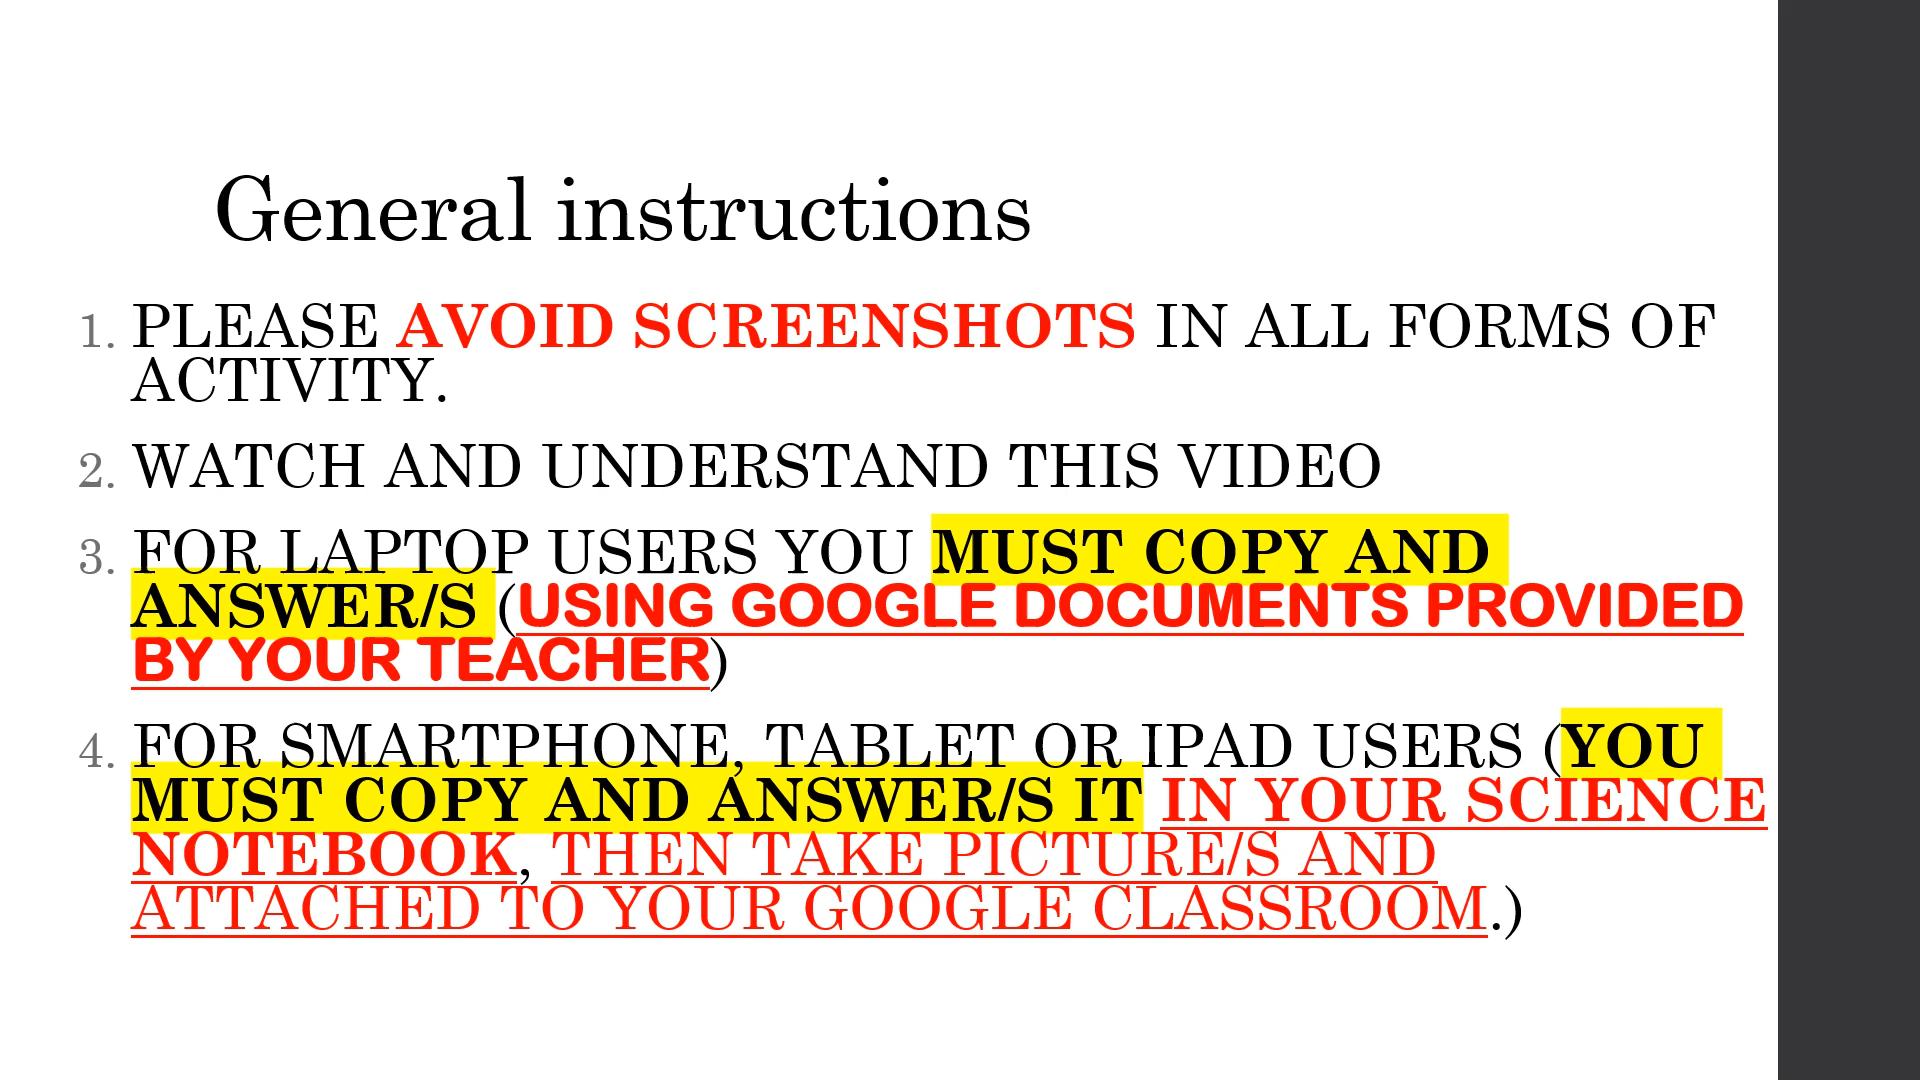 General instructions
1. PLEASE AVOID SCREENSHOTS IN ALL FORMS OF
ACTIVITY.
2. WATCH AND UNDERSTAND THIS VIDEO
3. FOR LAPTOP USERS YOU MUST COPY AND
ANSWER/S (USING GOOGLE DOCUMENTS PROVIDED
BY YOUR TEACHER)
4. FOR SMARTPHONE, TABLET OR IPAD USERS (YOU
MUST COPY AND ANSWER/S IT IN YOUR SCIENCE
NOTEBOOK, THEN TAKE PICTURE/S AND
ATTACHED TO YOUR GOOGLE CLASSROOM.)